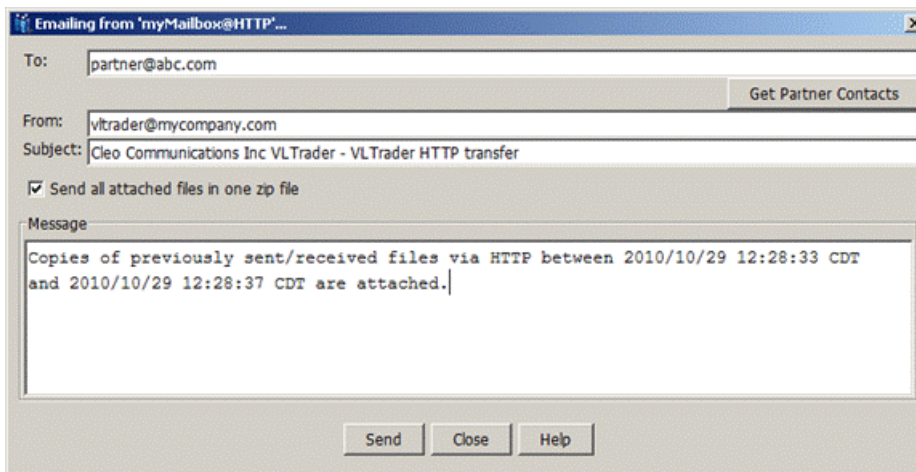 Emailing from 'myMailbox@HTTP'...
To: partner@abc.com
Get Partner Contacts
From: vltrader@mycompany.com
Subject: Cleo Communications Inc VLTrader - VLTrader HTTP transfer
Send all attached files in one zip file
Message
Copies of previously sent/received files via HTTP between 2010/10/29 12:28:33 CDT
and 2010/10/29 12:28:37 CDT are attached.
Send Close Help